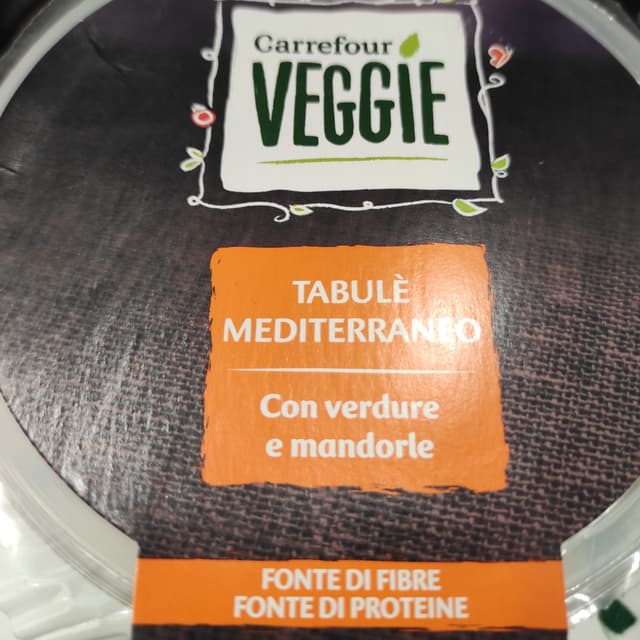 Carrefour
VEGGIE
TABULÈ
MEDITERRANEO
Con verdure
e mandorle
FONTE DI FIBRE
FONTE DI PROTEINE